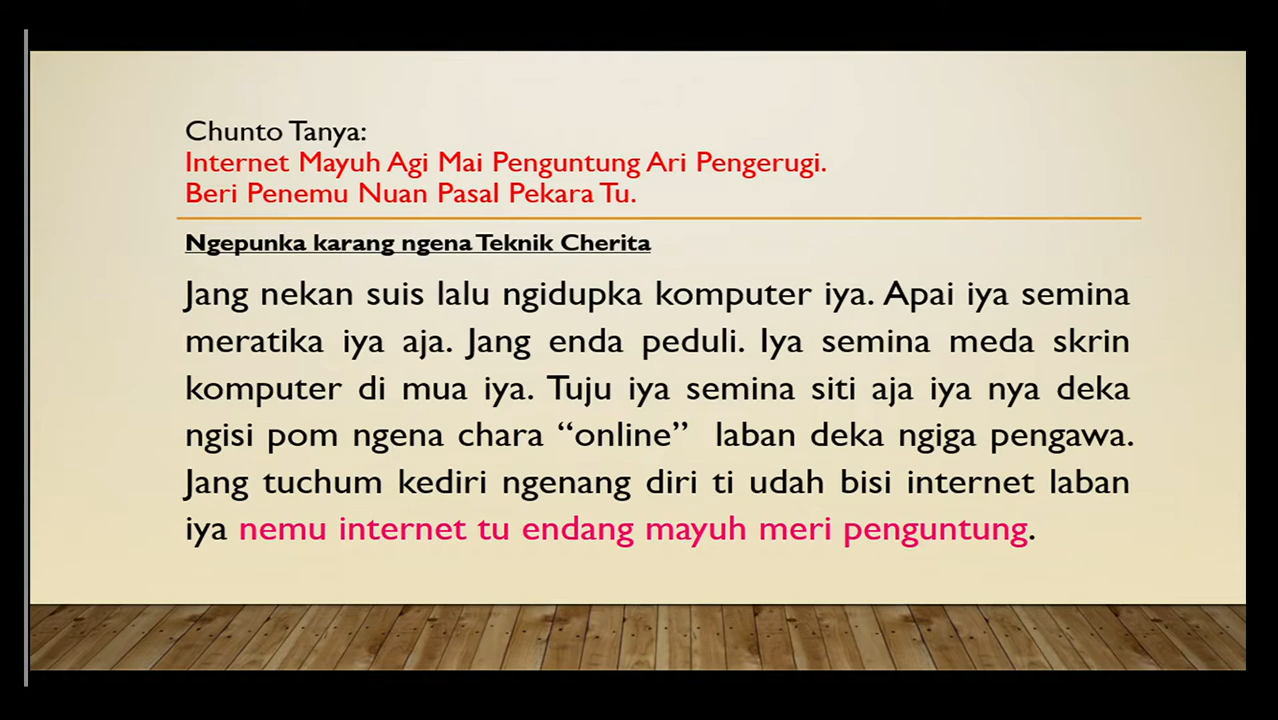 Chunto Tanya:
Internet Mayuh Agi Mai Penguntung Ari Pengerugi.
Beri Penemu Nuan Pasal Pekara Tu.
Ngepunka karang ngena Teknik Cherita
Jang nekan suis lalu ngidupka komputer iya. Apai iya semina
meratika iya aja. Jang enda peduli. Iya semina meda skrin
komputer di mua iya. Tuju iya semina siti aja iya nya deka
ngisi pom ngena chara “online” laban deka ngiga pengawa.
Jang tuchum kediri ngenang diri ti udah bisi internet laban
iya nemu internet tu endang mayuh meri penguntung.